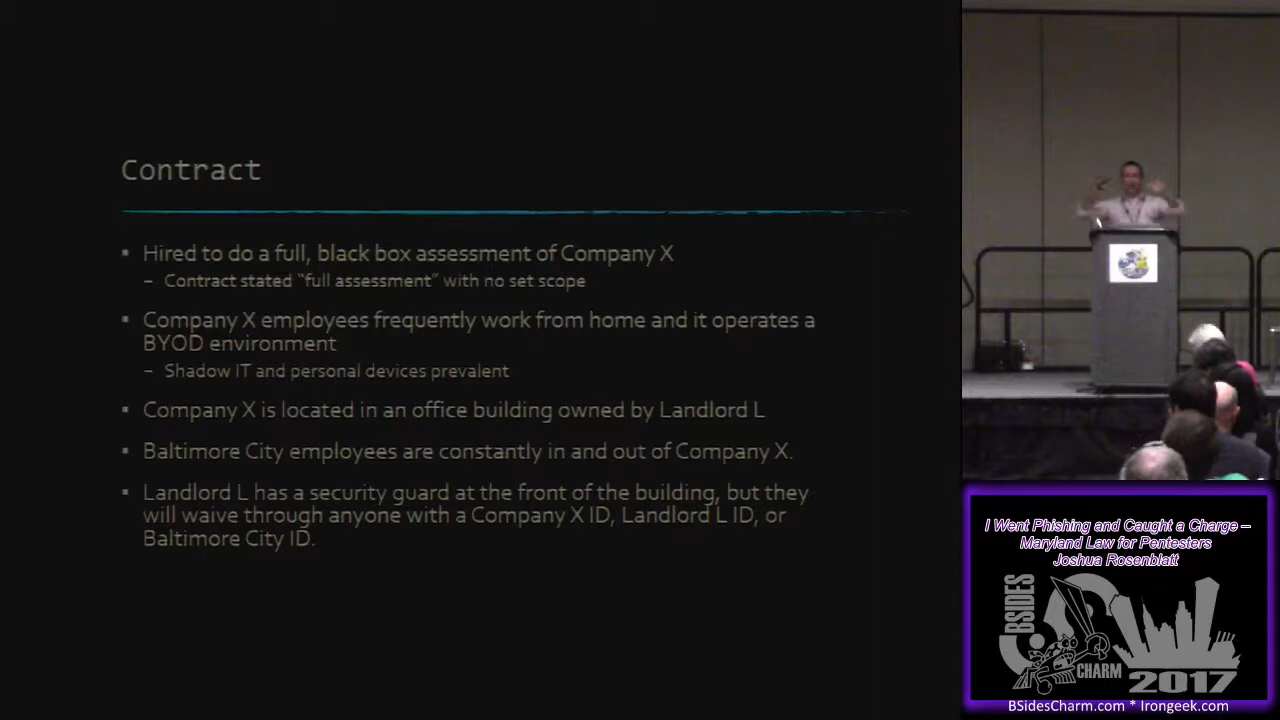 Contract
▪ Hired to do a full, black box assessment of Company X
– Contract stated “full assessment” with no set scope
▪ Company X employees frequently work from home and it operates a
BYOD environment
– Shadow IT and personal devices prevalent
▪ Company X is located in an office building owned by Landlord L
▪ Baltimore City employees are constantly in and out of Company X.
▪ Landlord L has a security guard at the front of the building, but they
will waive through anyone with a Company X ID, Landlord L ID, or
Baltimore City ID.
I Went Phishing and Caught a Charge –
Maryland Law for Pentesters
Joshua Rosenblatt
BSIDES
CHARM
2017
BSidesCharm.com * Irongeek.com